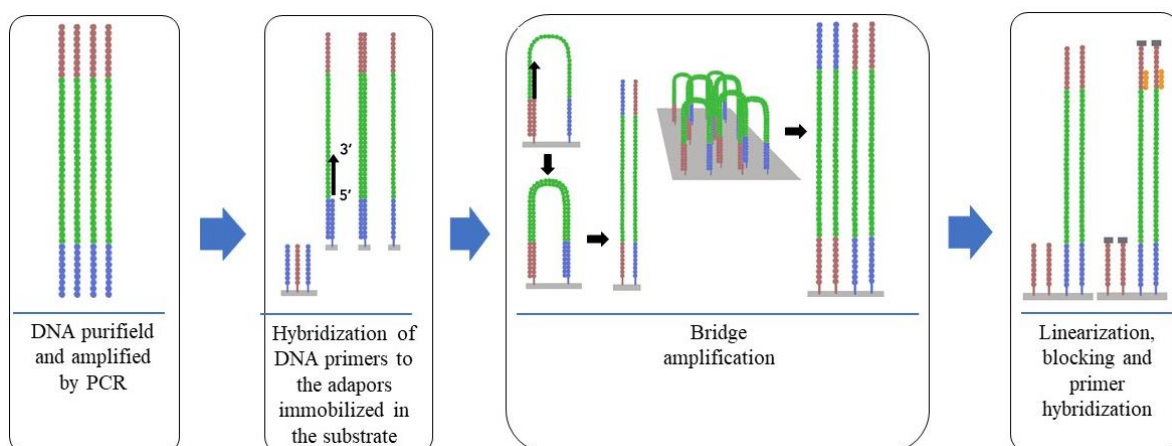 3′
5′
DNA purifield
and amplified
by PCR
Hybridization of
DNA primers to
the adapors
immobilized in
the substrate
Bridge
amplification
Linearization,
blocking and
primer
hybridization